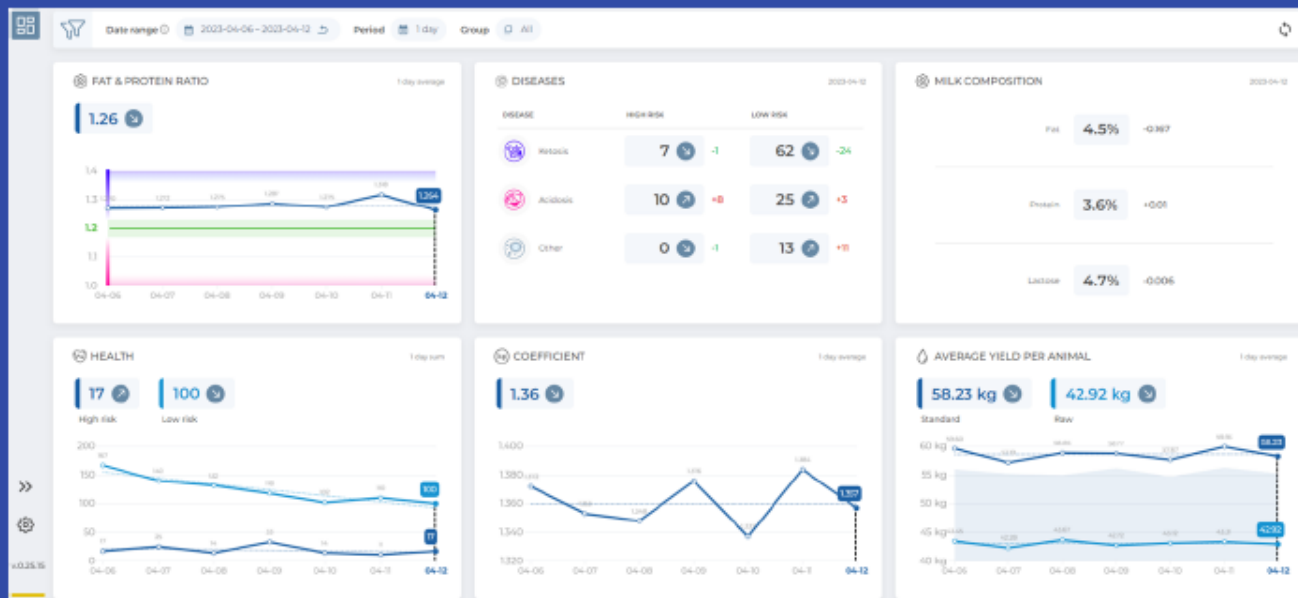 Date range 2023-04-06 – 2023-04-12 Period 1 day Group All
FAT & PROTEIN RATIO 1 day average
1.26
1.4
1.3
1.264
1.2
1.1
1.0
04-06 04-07 04-08 04-09 04-10 04-11 04-12
DISEASES 2023-04-12
DISEASE HIGH RISK LOW RISK
Ketosis 7 -1 62 -24
Acidosis 10 +8 25 +3
Other 0 -1 13 +11
MILK COMPOSITION 2023-04-12
Fat 4.5% -0.167
Protein 3.6% +0.01
Lactose 4.7% -0.006
HEALTH 1 day sum
17 100
High risk Low risk
200
150
100 100
50
17
0
04-06 04-07 04-08 04-09 04-10 04-11 04-12
COEFFICIENT 1 day average
1.36
1.400
1.380
1.360
1.357
1.340
1.320
04-06 04-07 04-08 04-09 04-10 04-11 04-12
AVERAGE YIELD PER ANIMAL 1 day average
58.23 kg 42.92 kg
Standard Raw
60 kg 58.23
55 kg
50 kg
45 kg 42.92
40 kg
04-06 04-07 04-08 04-09 04-10 04-11 04-12
v.0.25.15